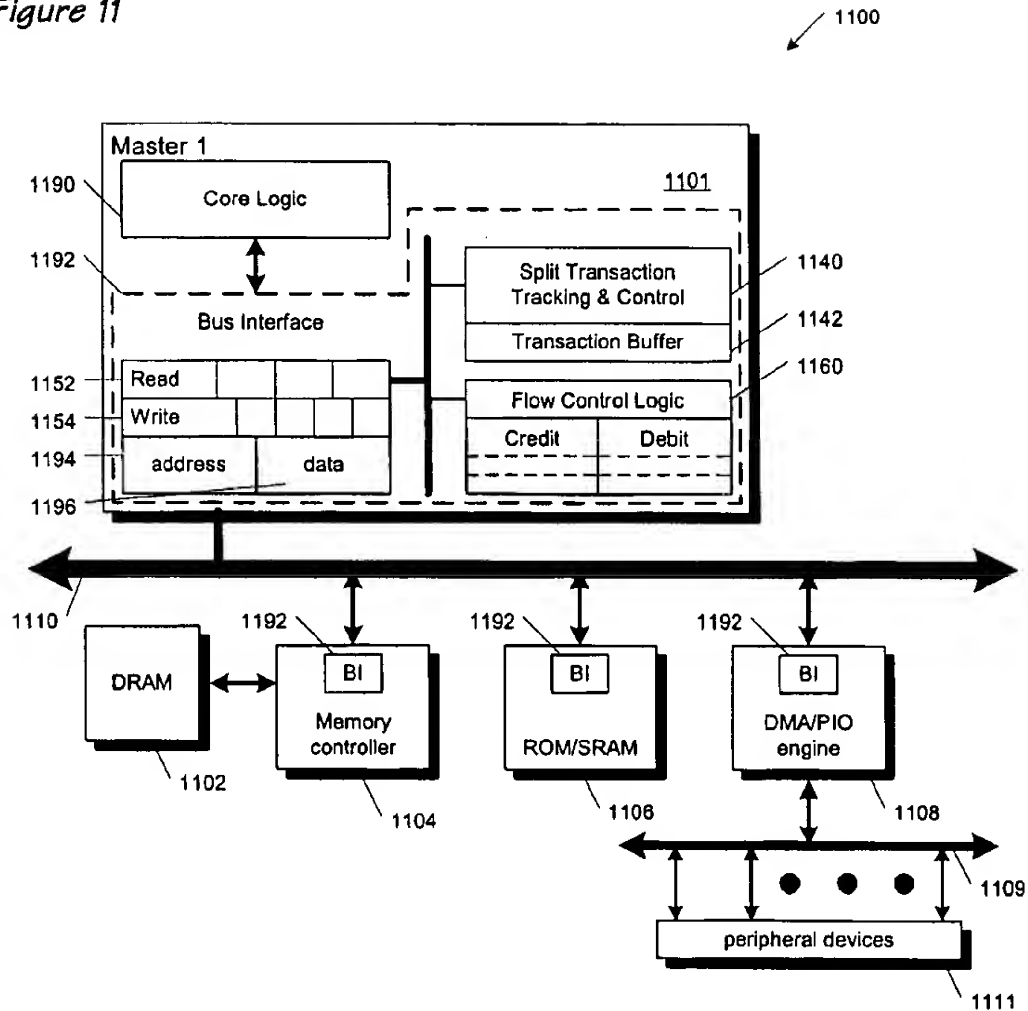 Figure 11
1100
Master 1
1190
Core Logic
1101
1192
Split Transaction
Tracking & Control
1140
Bus Interface
Transaction Buffer
1142
1152
Read
1160
Flow Control Logic
1154
Write
Credit
Debit
1194
address
data
1196
1110
1192
1192
1192
DRAM
BI
BI
BI
Memory
controller
ROM/SRAM
DMA/PIO
engine
1102
1104
1106
1108
1109
peripheral devices
1111